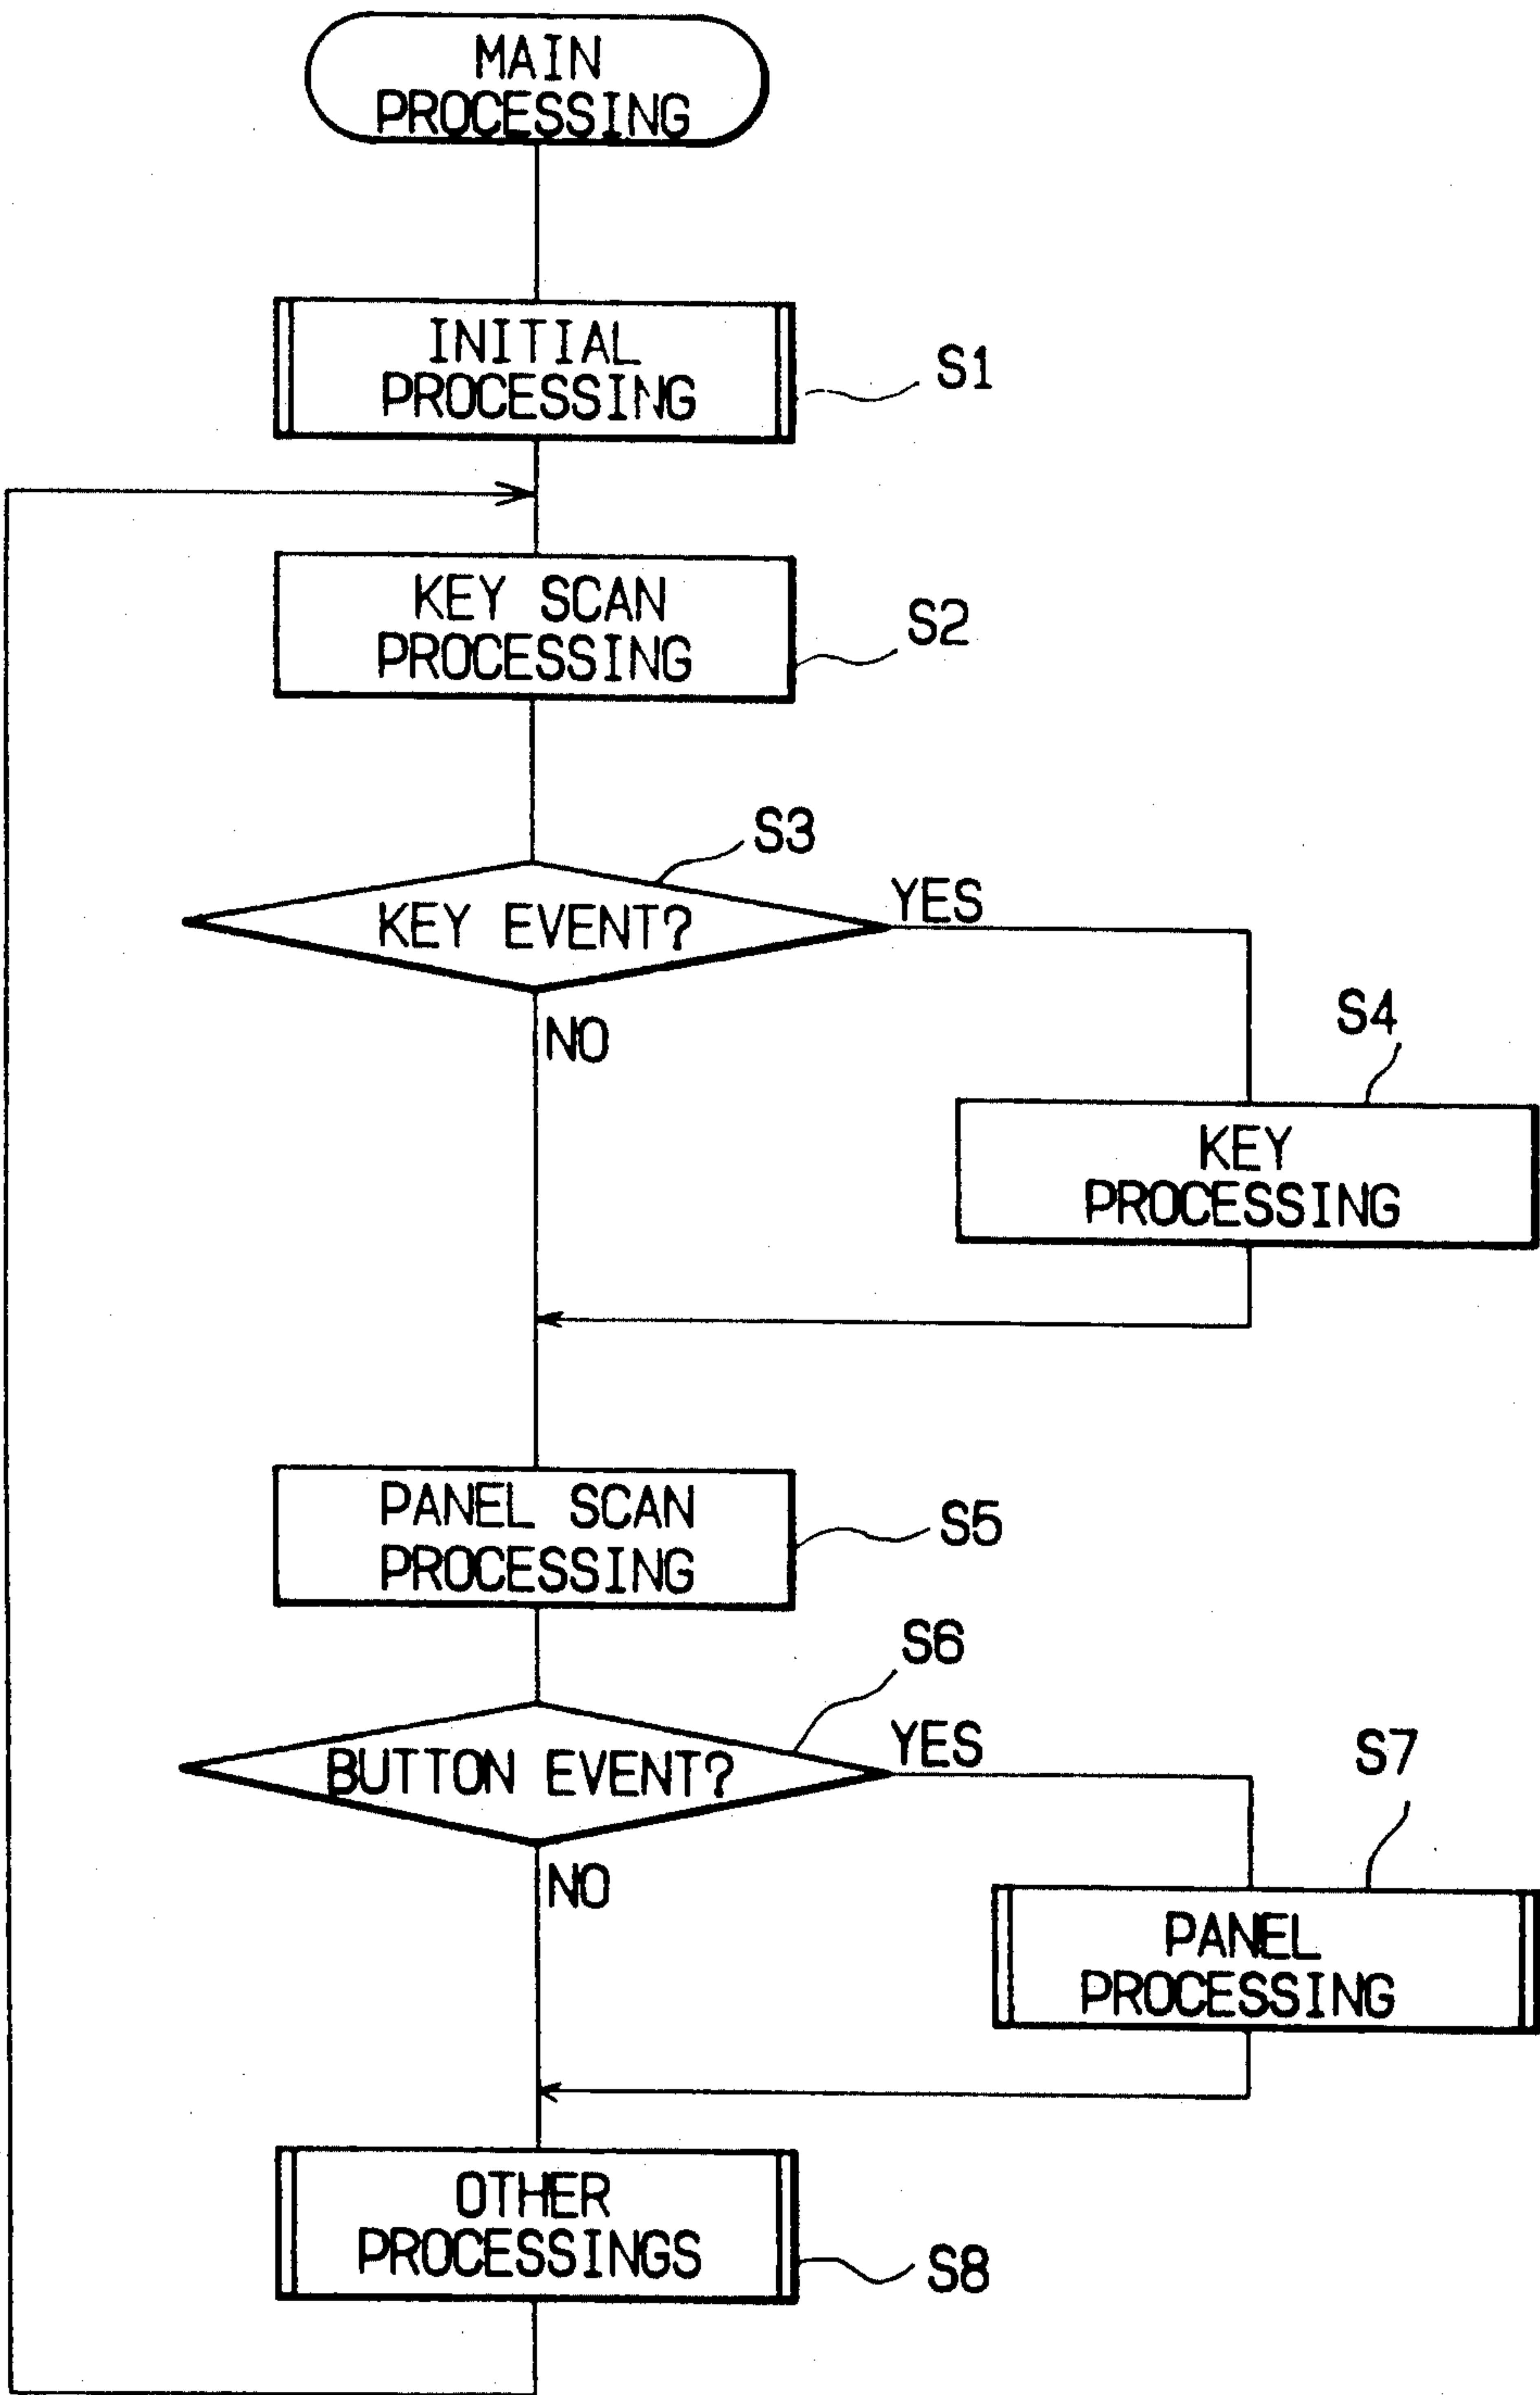 MAIN
PROCESSING
INITIAL
PROCESSING
S1
KEY SCAN
PROCESSING
S2
S3
KEY EVENT?
YES
NO
S4
KEY
PROCESSING
PANEL SCAN
PROCESSING
S5
S6
BUTTON EVENT?
YES
NO
S7
PANEL
PROCESSING
OTHER
PROCESSINGS
S8